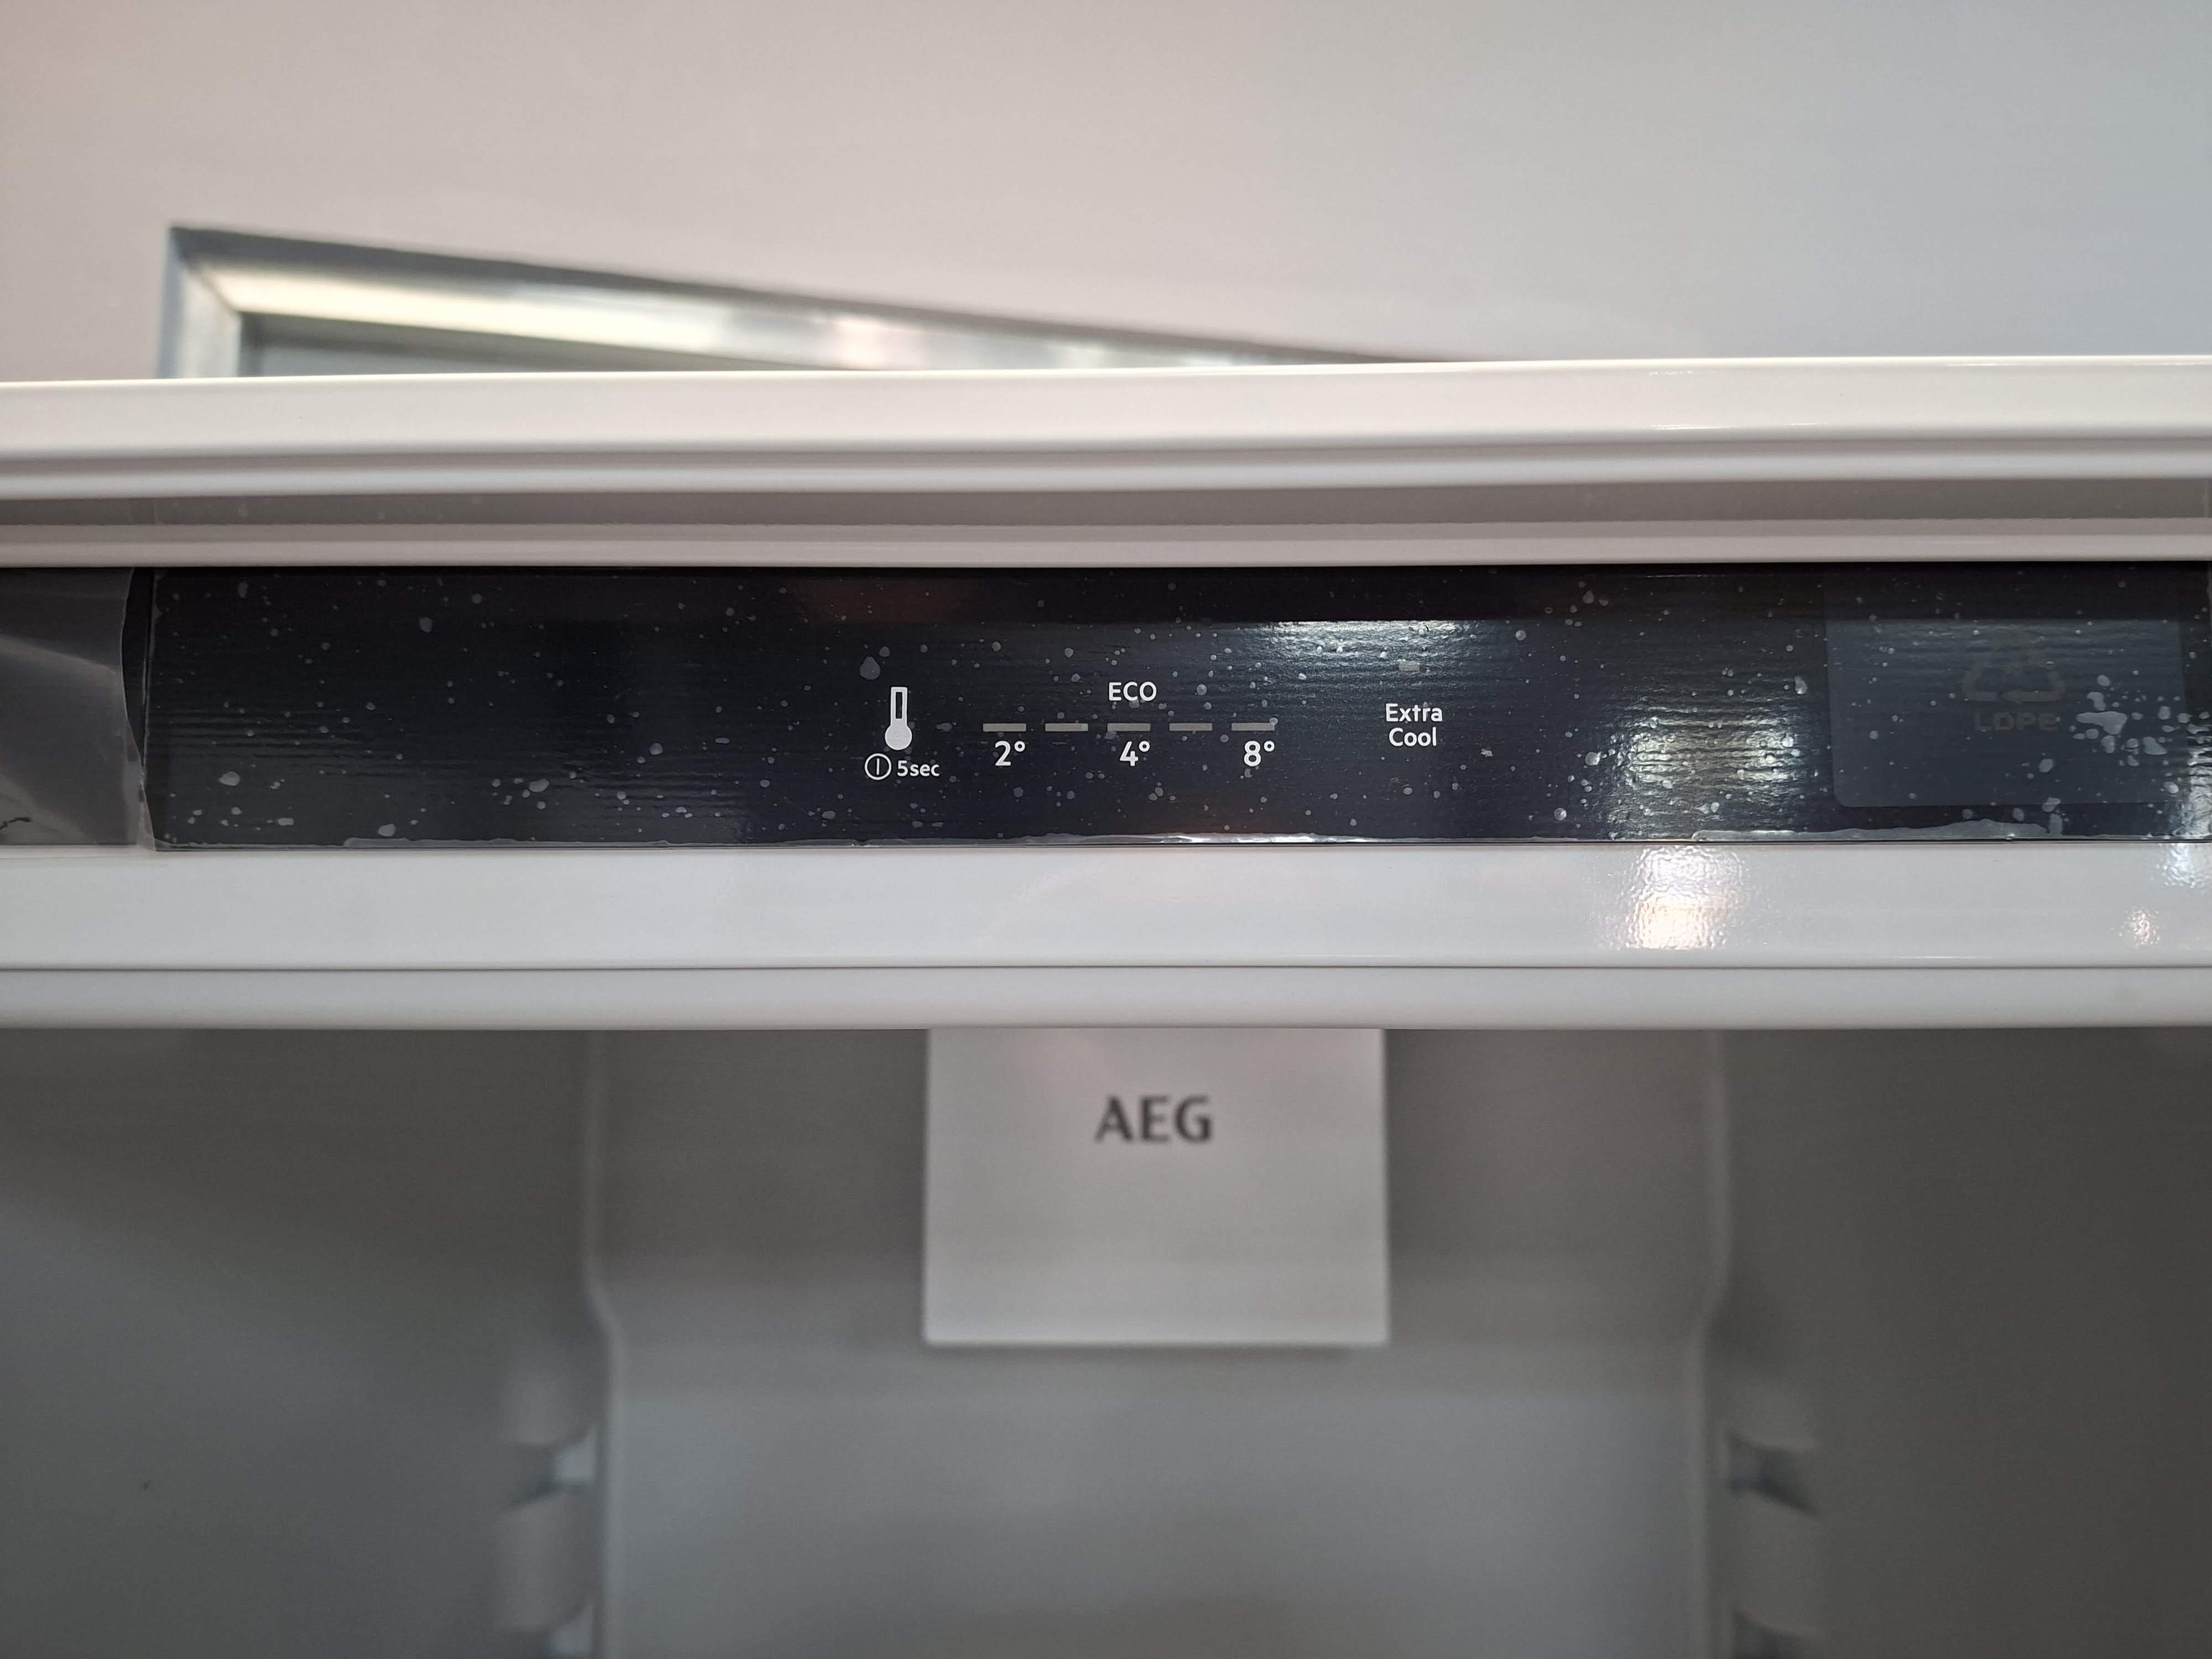 ECO
2° 4° 8°
5sec
Extra
Cool
LDPE
AEG